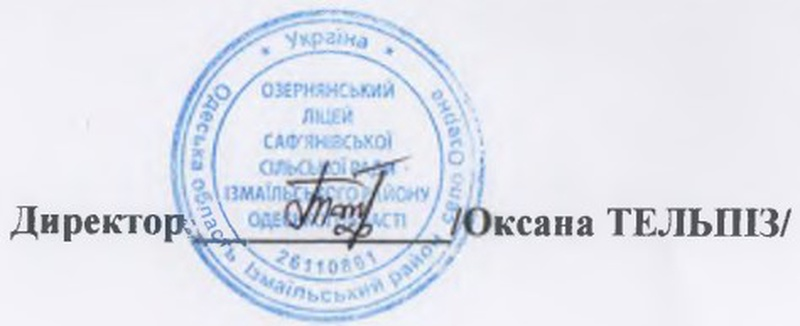 * Україна *
Одеська область Ізмаїльський район село Озерне
ОЗЕРНЯНСЬКИЙ
ЛІЦЕЙ
САФ'ЯНІВСЬКОЇ
СІЛЬСЬКОЇ РАДИ
ІЗМАЇЛЬСЬКОГО РАЙОНУ
ОДЕСЬКОЇ ОБЛАСТІ
26110861
Директор /Оксана ТЕЛЬПІЗ/